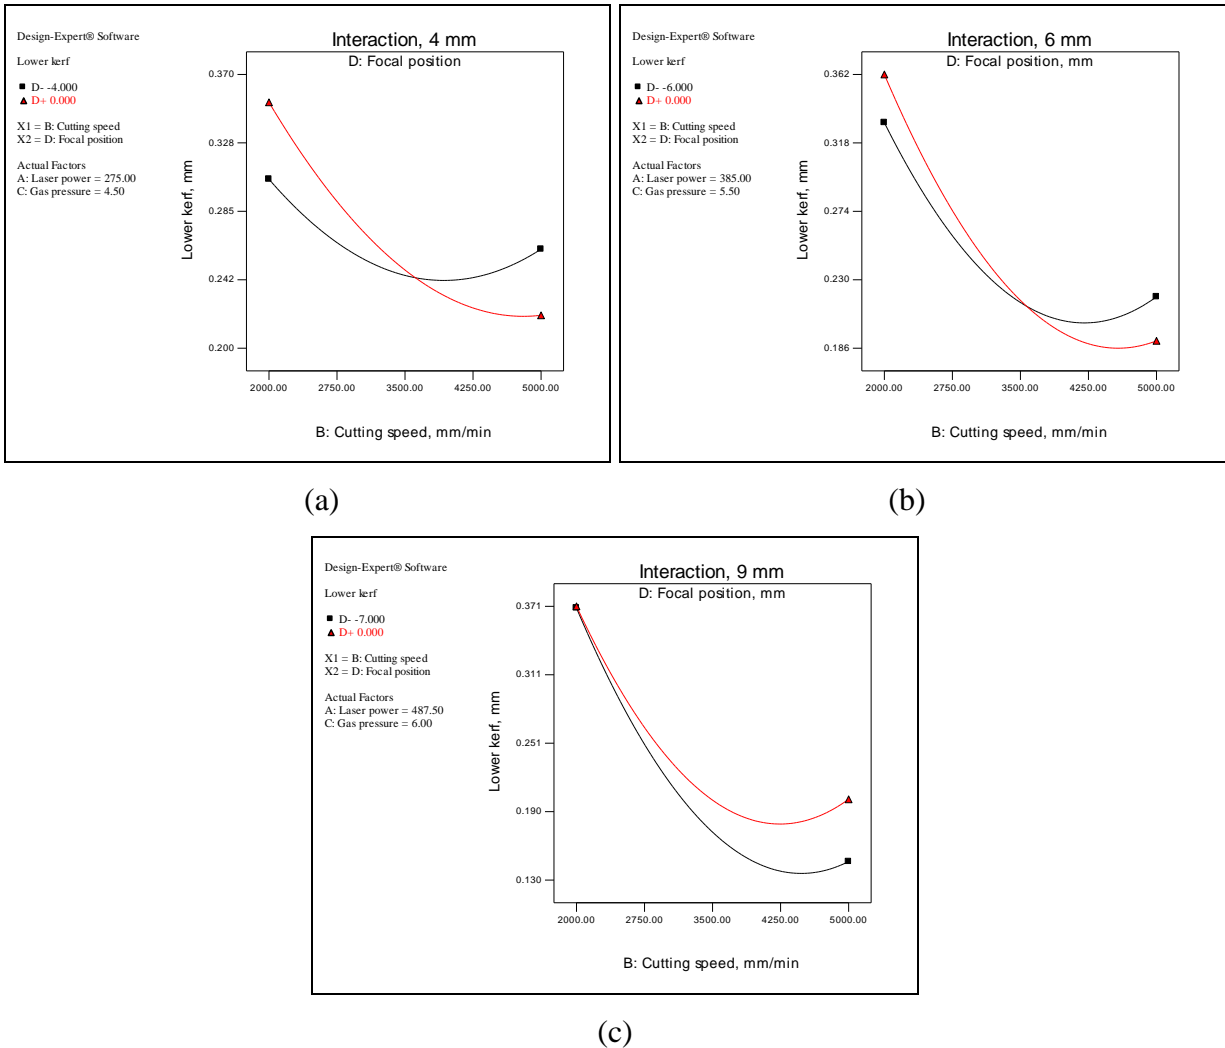 Design-Expert® Software
Lower kerf
D- -4.000
D+ 0.000
X1 = B: Cutting speed
X2 = D: Focal position
Actual Factors
A: Laser power = 275.00
C: Gas pressure = 4.50
Interaction, 4 mm
D: Focal position
Lower kerf, mm
0.370
0.328
0.285
0.242
0.200
2000.00 2750.00 3500.00 4250.00 5000.00
B: Cutting speed, mm/min
(a)
Design-Expert® Software
Lower kerf
D- -6.000
D+ 0.000
X1 = B: Cutting speed
X2 = D: Focal position
Actual Factors
A: Laser power = 385.00
C: Gas pressure = 5.50
Interaction, 6 mm
D: Focal position, mm
Lower kerf, mm
0.362
0.318
0.274
0.230
0.186
2000.00 2750.00 3500.00 4250.00 5000.00
B: Cutting speed, mm/min
(b)
Design-Expert® Software
Lower kerf
D- -7.000
D+ 0.000
X1 = B: Cutting speed
X2 = D: Focal position
Actual Factors
A: Laser power = 487.50
C: Gas pressure = 6.00
Interaction, 9 mm
D: Focal position, mm
Lower kerf, mm
0.371
0.311
0.251
0.190
0.130
2000.00 2750.00 3500.00 4250.00 5000.00
B: Cutting speed, mm/min
(c)